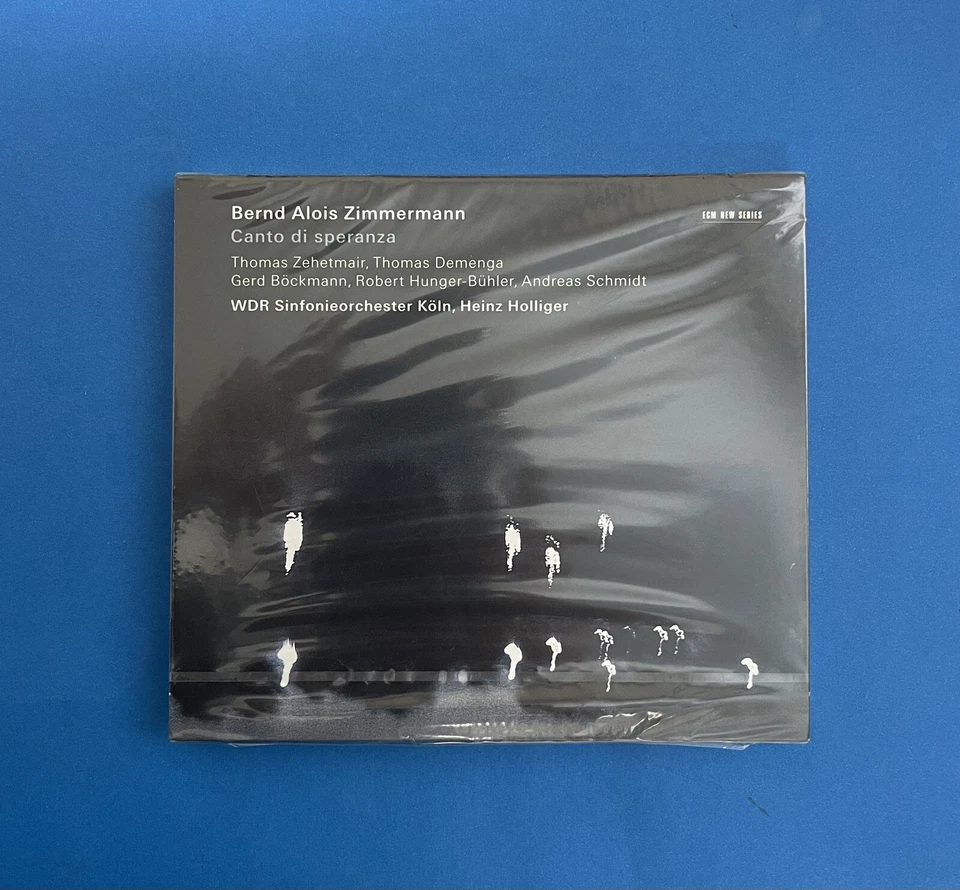 Bernd Alois Zimmermann
ECM NEW SERIES
Canto di speranza
Thomas Zehetmair, Thomas Demenga
Gerd Böckmann, Robert Hunger-Bühler, Andreas Schmidt
WDR Sinfonieorchester Köln, Heinz Holliger